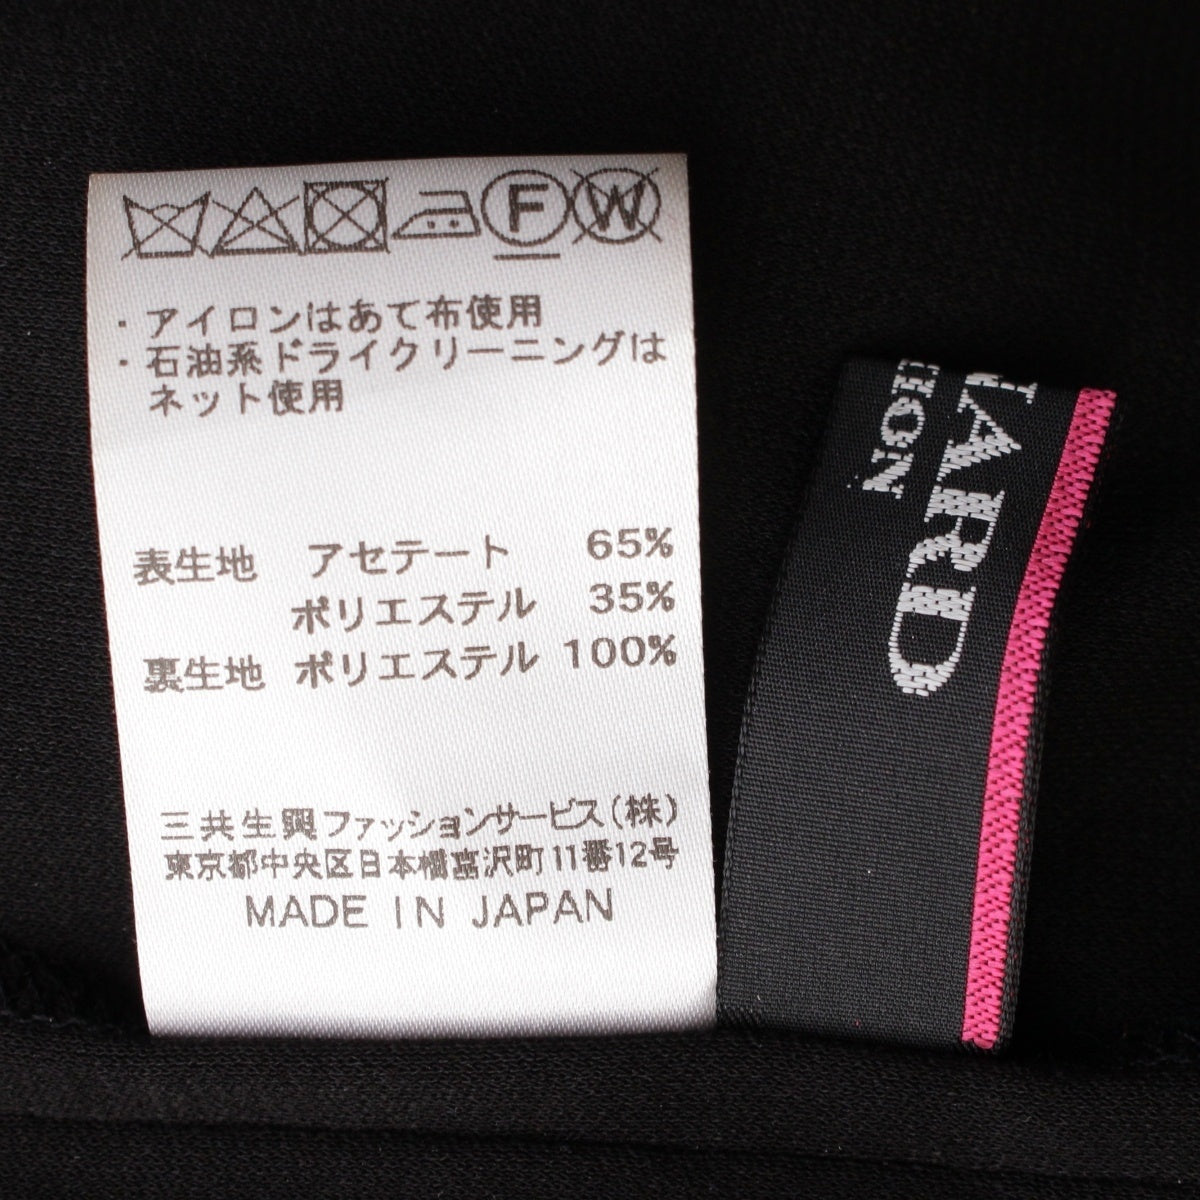 F W
・アイロンはあて布使用
・石油系ドライクリーニングは
ネット使用
表生地 アセテート 65%
ポリエステル 35%
裏生地 ポリエステル 100%
三共生興ファッションサービス(株)
東京都中央区日本橋富沢町11番12号
MADE IN JAPAN